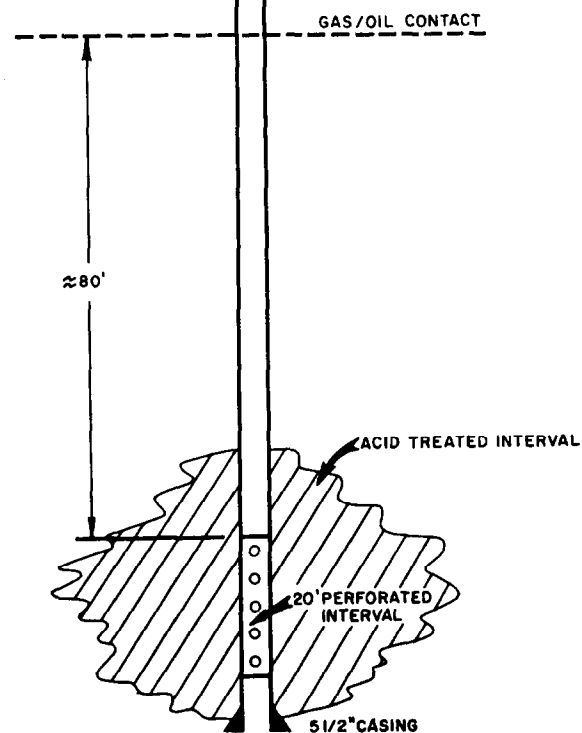 GAS/OIL CONTACT
≈80'
ACID TREATED INTERVAL
20' PERFORATED
INTERVAL
5 1/2" CASING